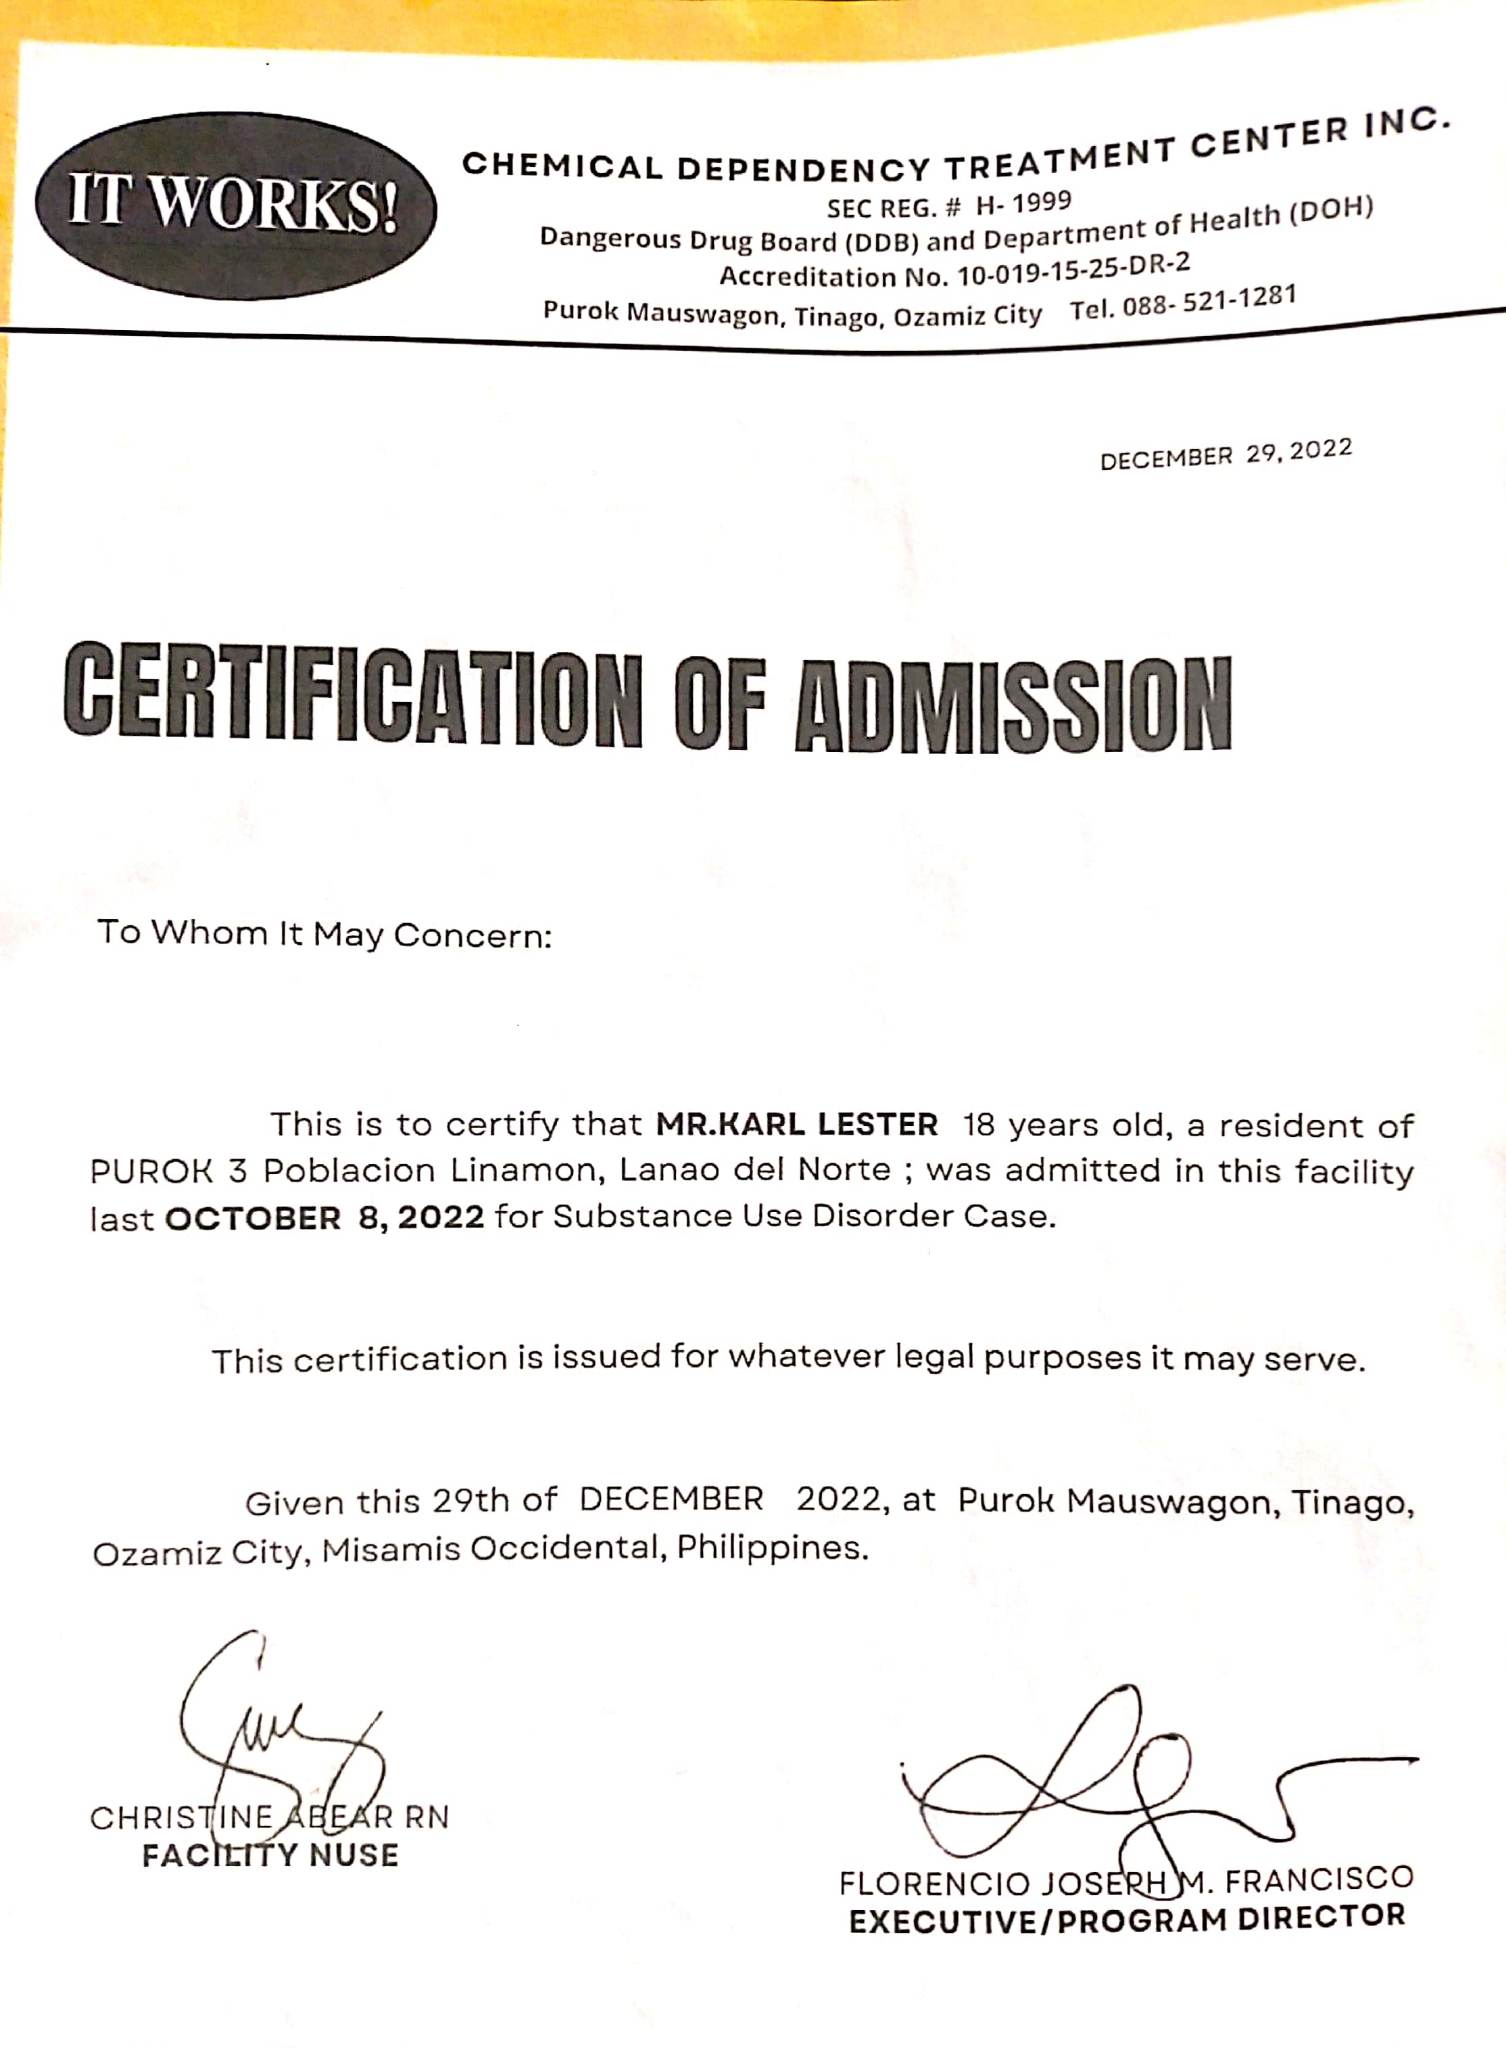 IT WORKS!
CHEMICAL DEPENDENCY TREATMENT CENTER INC.
SEC REG. # H- 1999
Dangerous Drug Board (DDB) and Department of Health (DOH)
Accreditation No. 10-019-15-25-DR-2
Purok Mauswagon, Tinago, Ozamiz City Tel. 088- 521-1281
DECEMBER 29, 2022
CERTIFICATION OF ADMISSION
To Whom It May Concern:
This is to certify that MR.KARL LESTER 18 years old, a resident of
PUROK 3 Poblacion Linamon, Lanao del Norte ; was admitted in this facility
last OCTOBER 8, 2022 for Substance Use Disorder Case.
This certification is issued for whatever legal purposes it may serve.
Given this 29th of DECEMBER 2022, at Purok Mauswagon, Tinago,
Ozamiz City, Misamis Occidental, Philippines.
CHRISTINE ABEAR RN
FACILITY NUSE
FLORENCIO JOSEPH M. FRANCISCO
EXECUTIVE/PROGRAM DIRECTOR